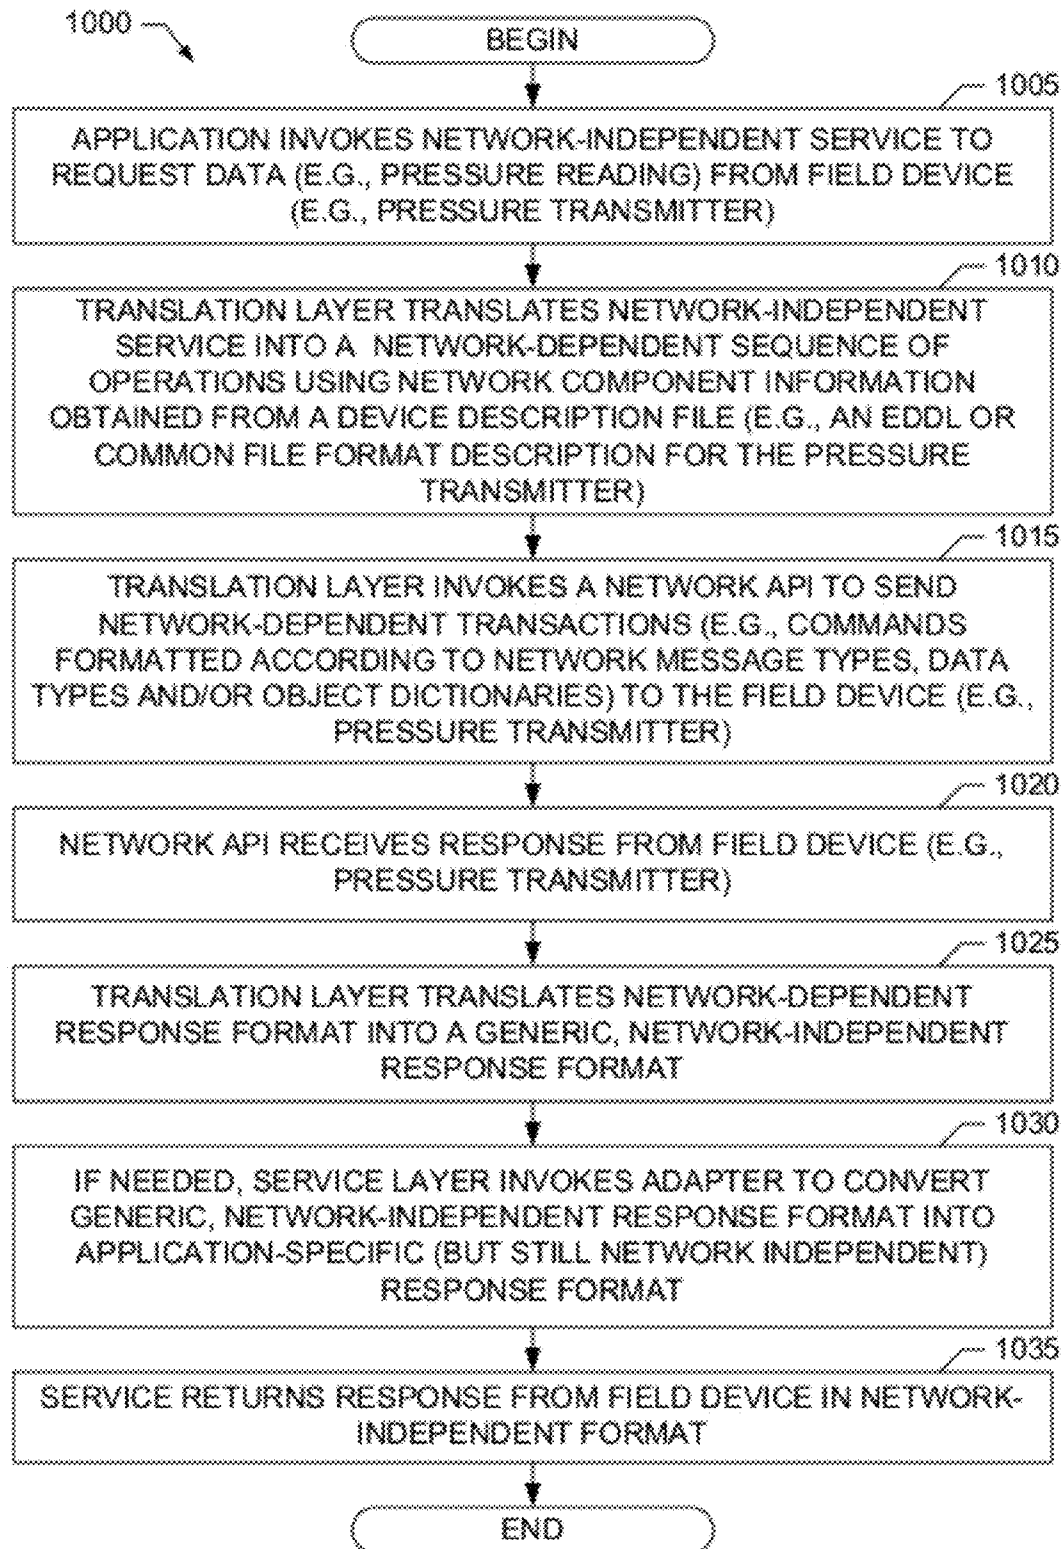 1000
BEGIN
1005
APPLICATION INVOKES NETWORK-INDEPENDENT SERVICE TO
REQUEST DATA (E.G., PRESSURE READING) FROM FIELD DEVICE
(E.G., PRESSURE TRANSMITTER)
1010
TRANSLATION LAYER TRANSLATES NETWORK-INDEPENDENT
SERVICE INTO A NETWORK-DEPENDENT SEQUENCE OF
OPERATIONS USING NETWORK COMPONENT INFORMATION
OBTAINED FROM A DEVICE DESCRIPTION FILE (E.G., AN EDDL OR
COMMON FILE FORMAT DESCRIPTION FOR THE PRESSURE
TRANSMITTER)
1015
TRANSLATION LAYER INVOKES A NETWORK API TO SEND
NETWORK-DEPENDENT TRANSACTIONS (E.G., COMMANDS
FORMATTED ACCORDING TO NETWORK MESSAGE TYPES, DATA
TYPES AND/OR OBJECT DICTIONARIES) TO THE FIELD DEVICE (E.G.,
PRESSURE TRANSMITTER)
1020
NETWORK API RECEIVES RESPONSE FROM FIELD DEVICE (E.G.,
PRESSURE TRANSMITTER)
1025
TRANSLATION LAYER TRANSLATES NETWORK-DEPENDENT
RESPONSE FORMAT INTO A GENERIC, NETWORK-INDEPENDENT
RESPONSE FORMAT
1030
IF NEEDED, SERVICE LAYER INVOKES ADAPTER TO CONVERT
GENERIC, NETWORK-INDEPENDENT RESPONSE FORMAT INTO
APPLICATION-SPECIFIC (BUT STILL NETWORK INDEPENDENT)
RESPONSE FORMAT
1035
SERVICE RETURNS RESPONSE FROM FIELD DEVICE IN NETWORK-
INDEPENDENT FORMAT
END